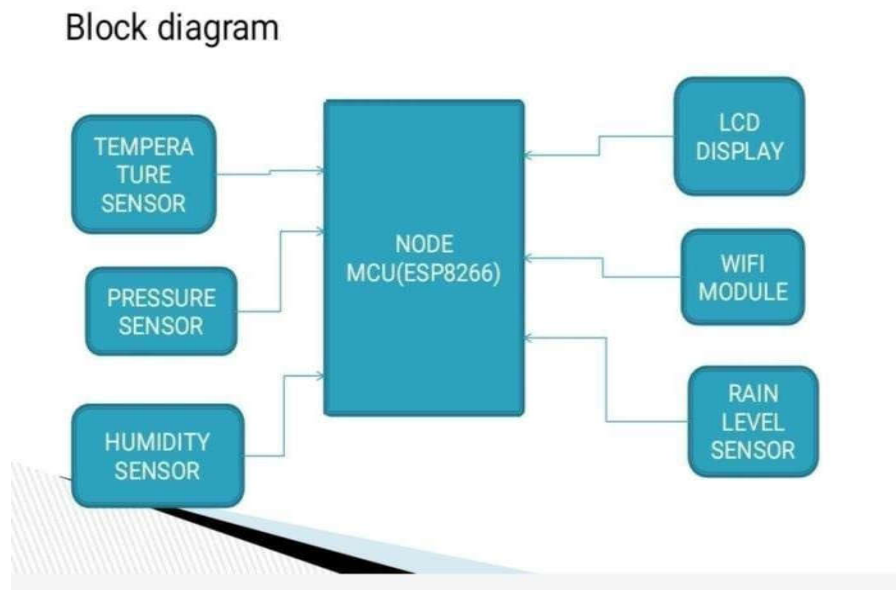 Block diagram
TEMPERA
TURE
SENSOR
PRESSURE
SENSOR
HUMIDITY
SENSOR
NODE
MCU(ESP8266)
LCD
DISPLAY
WIFI
MODULE
RAIN
LEVEL
SENSOR